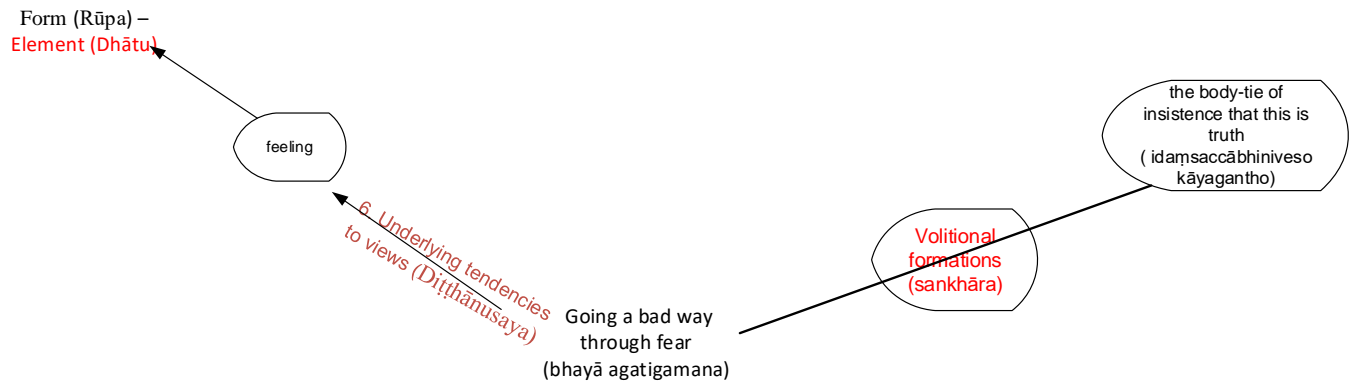 Form (Rūpa) –
Element (Dhātu)
feeling
6. Underlying tendencies
to views (Diṭṭhānusaya)
Going a bad way
through fear
(bhayā agatigamana)
Volitional
formations
(sankhāra)
the body-tie of
insistence that this is
truth
( idaṃsaccābhiniveso
kāyagantho)